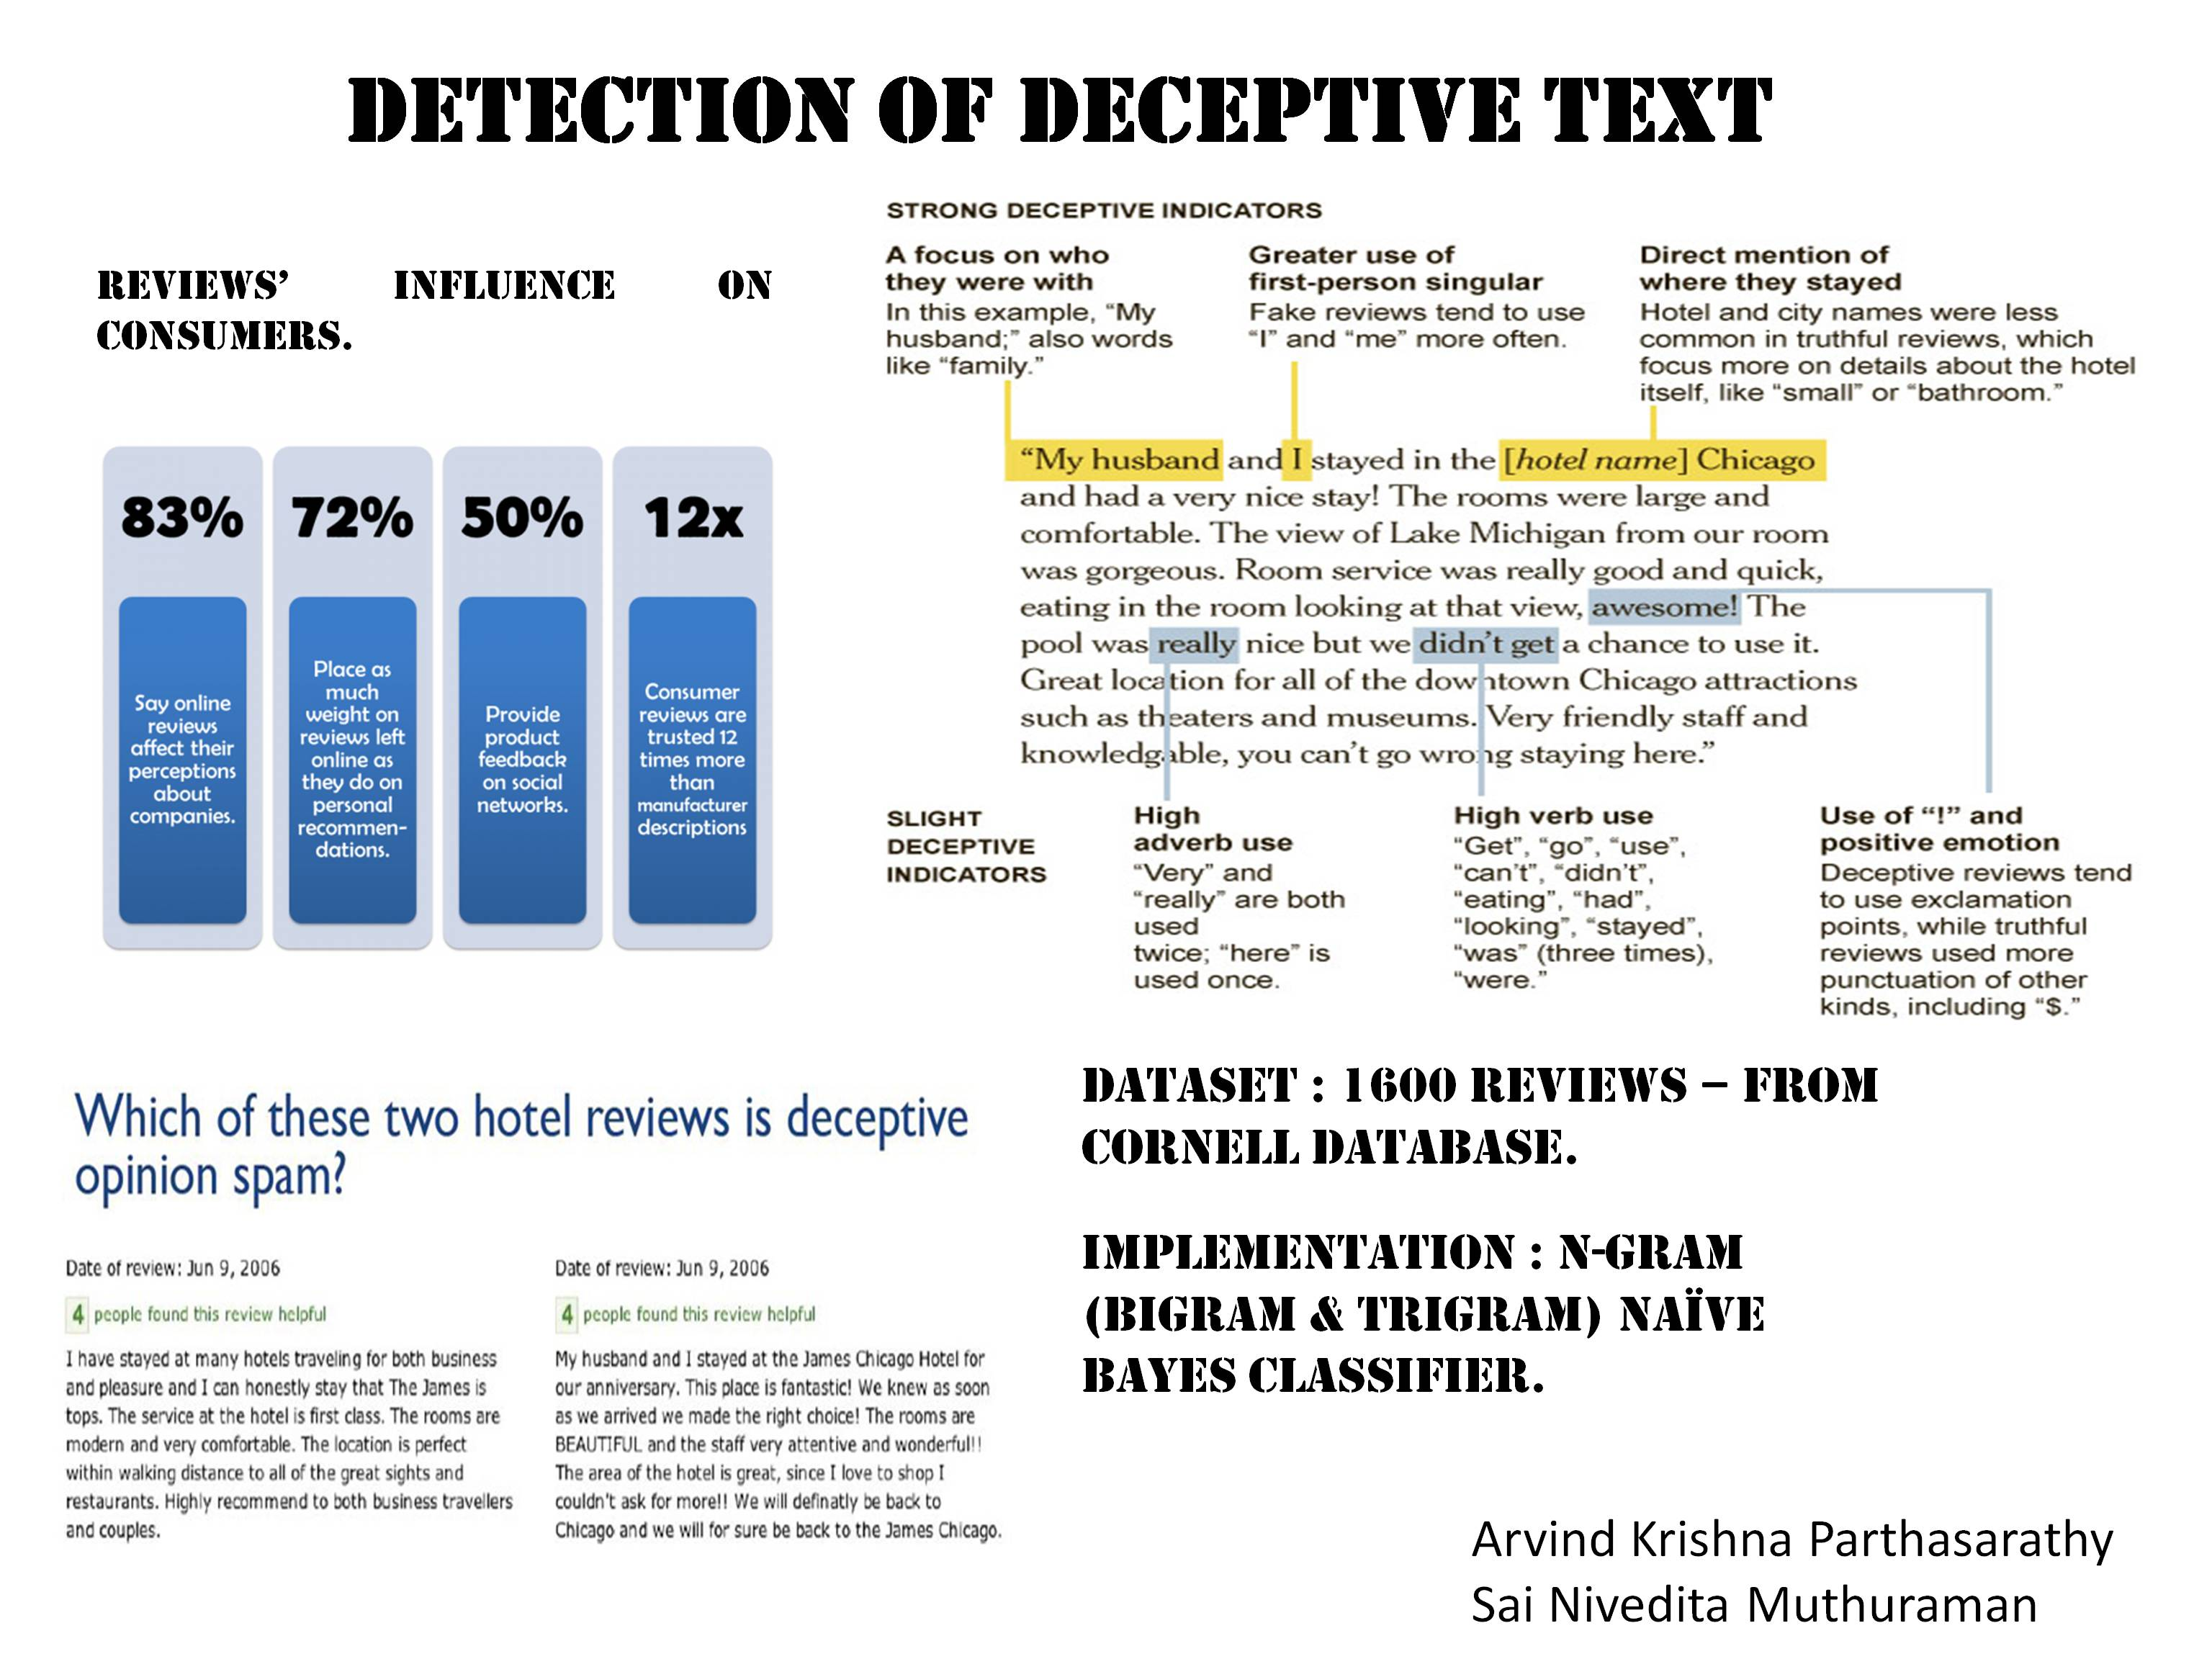 DETECTION OF DECEPTIVE TEXT
REVIEWS' INFLUENCE ON
CONSUMERS.
83%
Say online
reviews
affect their
perceptions
about
companies.
72%
Place as
much
weight on
reviews left
online as
they do on
personal
recommen-
dations.
50%
Provide
product
feedback
on social
networks.
12x
Consumer
reviews are
trusted 12
times more
than
manufacturer
descriptions
STRONG DECEPTIVE INDICATORS
A focus on who
they were with
In this example, “My
husband;” also words
like “family.”
Greater use of
first-person singular
Fake reviews tend to use
“I” and “me” more often.
Direct mention of
where they stayed
Hotel and city names were less
common in truthful reviews, which
focus more on details about the hotel
itself, like “small” or “bathroom.”
“My husband and I stayed in the [hotel name] Chicago
and had a very nice stay! The rooms were large and
comfortable. The view of Lake Michigan from our room
was gorgeous. Room service was really good and quick,
eating in the room looking at that view, awesome! The
pool was really nice but we didn’t get a chance to use it.
Great location for all of the downtown Chicago attractions
such as theaters and museums. Very friendly staff and
knowledgable, you can’t go wrong staying here.”
SLIGHT
DECEPTIVE
INDICATORS
High
adverb use
“Very” and
“really” are both
used
twice; “here” is
used once.
High verb use
“Get”, “go”, “use”,
“can’t”, “didn’t”,
“eating”, “had”,
“looking”, “stayed”,
“was” (three times),
“were.”
Use of “!” and
positive emotion
Deceptive reviews tend
to use exclamation
points, while truthful
reviews used more
punctuation of other
kinds, including “$.”
Which of these two hotel reviews is deceptive
opinion spam?
Date of review: Jun 9, 2006
4 people found this review helpful
I have stayed at many hotels traveling for both business
and pleasure and I can honestly stay that The James is
tops. The service at the hotel is first class. The rooms are
modern and very comfortable. The location is perfect
within walking distance to all of the great sights and
restaurants. Highly recommend to both business travellers
and couples.
Date of review: Jun 9, 2006
4 people found this review helpful
My husband and I stayed at the James Chicago Hotel for
our anniversary. This place is fantastic! We knew as soon
as we arrived we made the right choice! The rooms are
BEAUTIFUL and the staff very attentive and wonderful!!
The area of the hotel is great, since I love to shop I
couldn't ask for more!! We will definatly be back to
Chicago and we will for sure be back to the James Chicago.
DATASET : 1600 REVIEWS – FROM
CORNELL DATABASE.
IMPLEMENTATION : N-GRAM
(BIGRAM & TRIGRAM) NAÏVE
BAYES CLASSIFIER.
Arvind Krishna Parthasarathy
Sai Nivedita Muthuraman